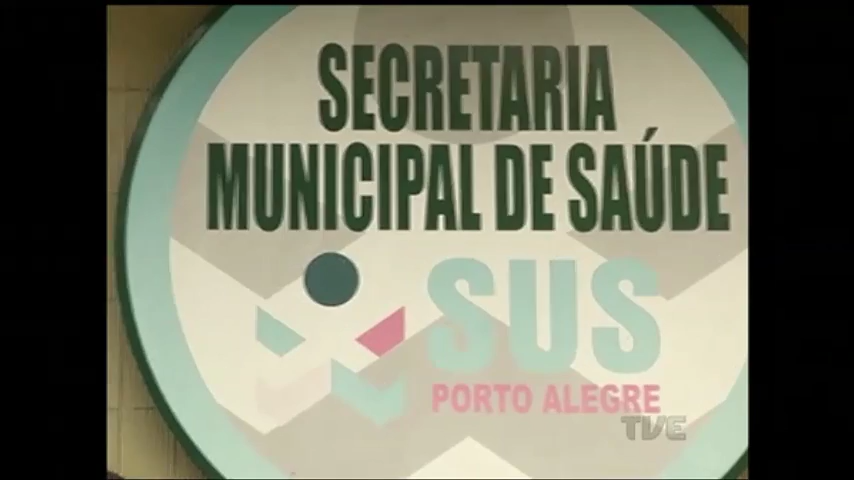 SECRETARIA
MUNICIPAL DE SAÚDE
SUS
PORTO ALEGRE
TVE